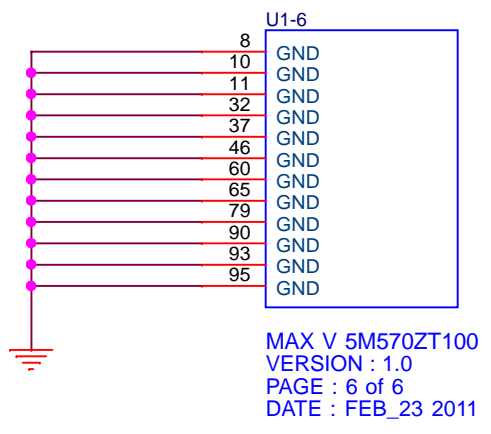 U1-6
8 GND
10 GND
11 GND
32 GND
37 GND
46 GND
60 GND
65 GND
79 GND
90 GND
93 GND
95 GND
MAX V 5M570ZT100
VERSION : 1.0
PAGE : 6 of 6
DATE : FEB_23 2011